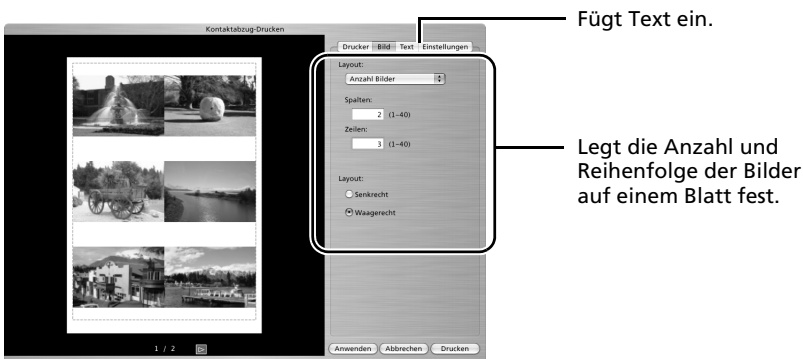 Kontaktabzug-Drucken
Drucker Bild Text Einstellungen
Layout:
Anzahl Bilder
Spalten:
2 (1-40)
Zeilen:
3 (1-40)
Layout:
Senkrecht
Waagerecht
1 / 2
Anwenden Abbrechen Drucken
Fügt Text ein.
Legt die Anzahl und
Reihenfolge der Bilder
auf einem Blatt fest.